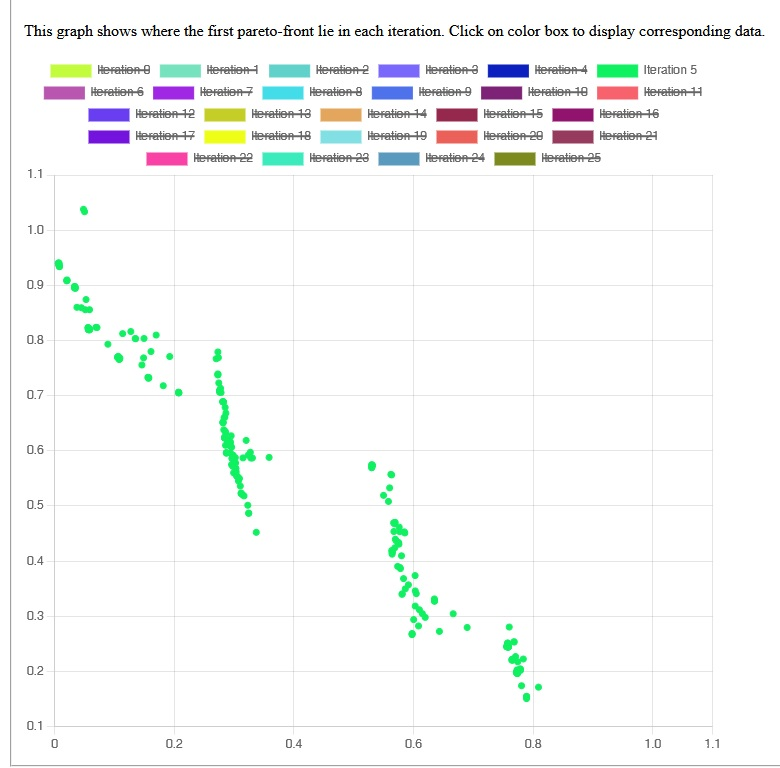 This graph shows where the first pareto-front lie in each iteration. Click on color box to display corresponding data.
Iteration 0 Iteration 1 Iteration 2 Iteration 3 Iteration 4 Iteration 5
Iteration 6 Iteration 7 Iteration 8 Iteration 9 Iteration 10 Iteration 11
Iteration 12 Iteration 13 Iteration 14 Iteration 15 Iteration 16
Iteration 17 Iteration 18 Iteration 19 Iteration 20 Iteration 21
Iteration 22 Iteration 23 Iteration 24 Iteration 25
1.1
1.0
0.9
0.8
0.7
0.6
0.5
0.4
0.3
0.2
0.1
0 0.2 0.4 0.6 0.8 1.0 1.1